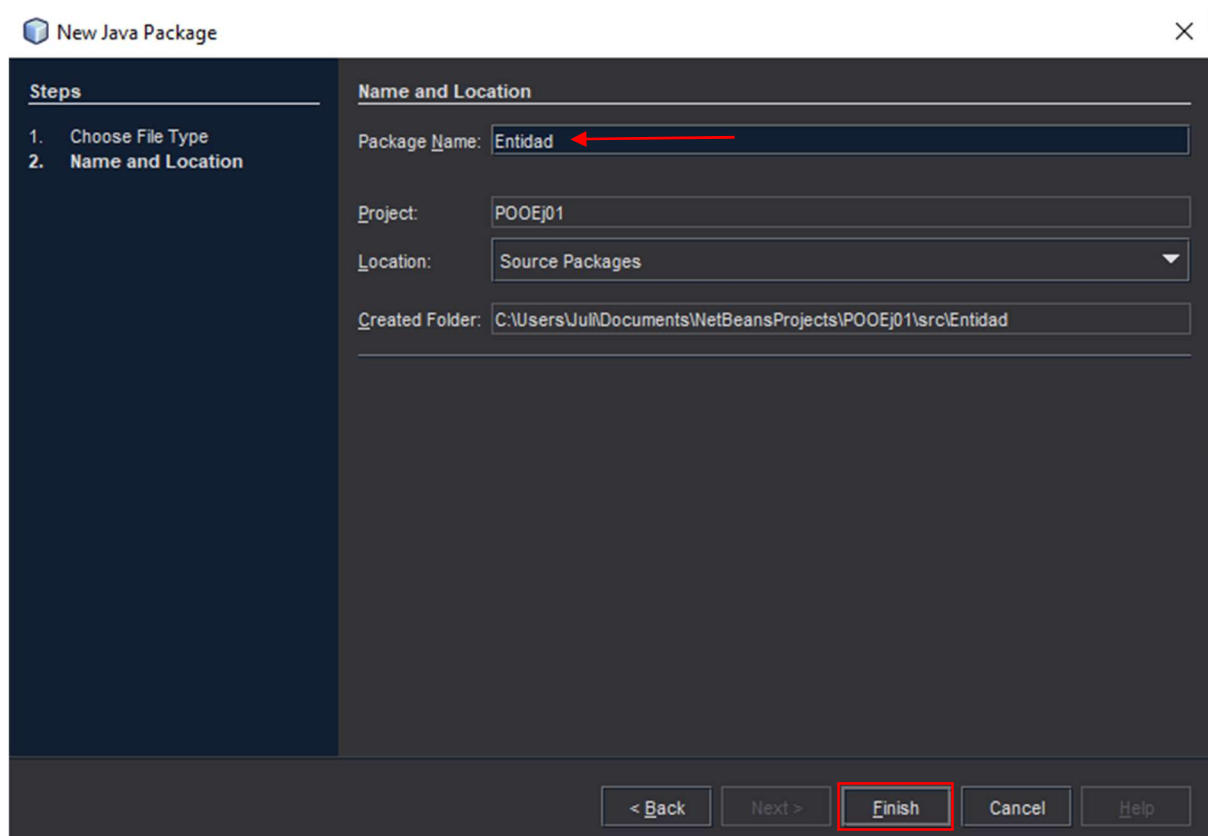 New Java Package
Steps
1. Choose File Type
2. Name and Location
Name and Location
Package Name: Entidad
Project: POOEj01
Location: Source Packages
Created Folder: C:\Users\Juli\Documents\NetBeansProjects\POOEj01\src\Entidad
< Back Next > Finish Cancel Help